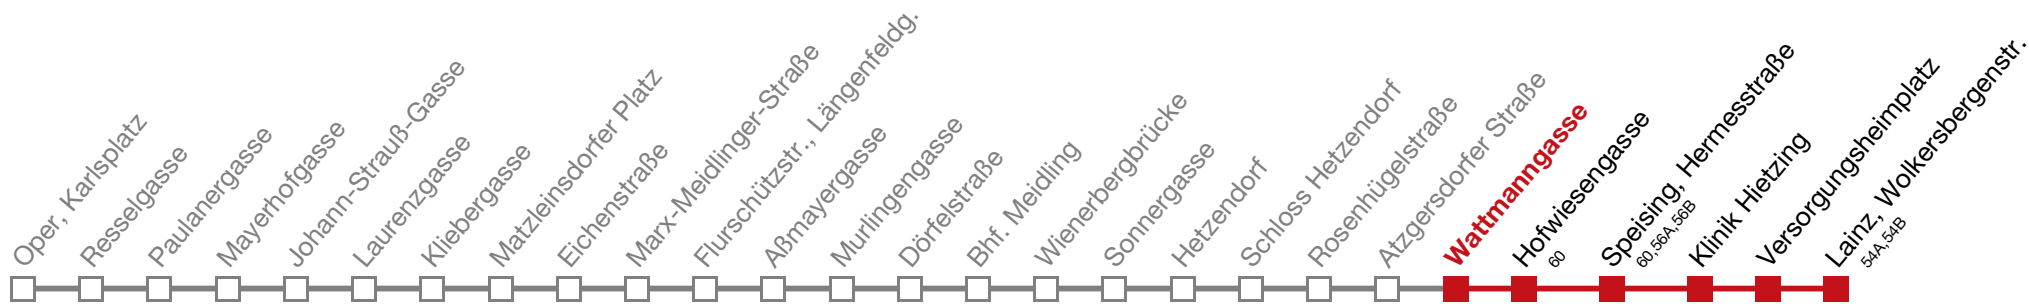 Oper, Karlsplatz
Resselgasse
Paulanergasse
Mayerhofgasse
Johann-Strauß-Gasse
Laurenzgasse
Kliebergasse
Matzleinsdorfer Platz
Eichenstraße
Marx-Meidlinger-Straße
Flurschützstr., Längenfeldg.
Aßmayergasse
Murlingengasse
Dörfelstraße
Bhf. Meidling
Wienerbergbrücke
Sonnergasse
Hetzendorf
Schloss Hetzendorf
Rosenhügelstraße
Atzgersdorfer Straße
Wattmanngasse
Hofwiesengasse
60
Speising, Hermesstraße
60,56A,56B
Klinik Hietzing
Versorgungsheimplatz
Lainz, Wolkersbergenstr.
54A,54B